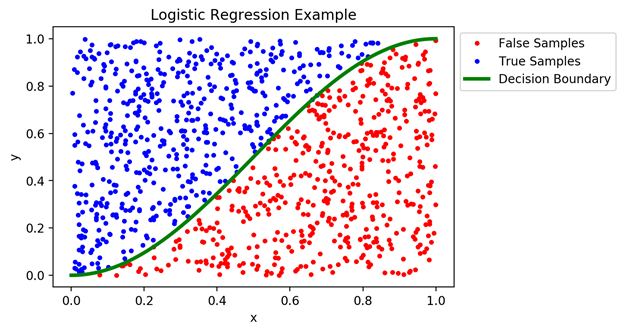 Logistic Regression Example
False Samples
True Samples
Decision Boundary
1.0
0.8
0.6
0.4
0.2
0.0
y
0.0 0.2 0.4 0.6 0.8 1.0
x